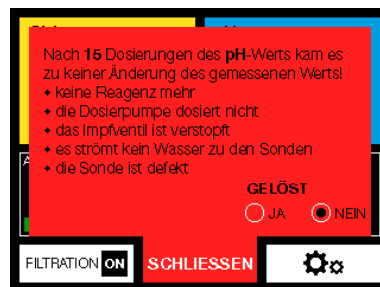 Nach 15 Dosierungen des pH-Werts kam es
zu keiner Änderung des gemessenen Werts!
• keine Reagenz mehr
• die Dosierpumpe dosiert nicht
• das Impfventil ist verstopft
• es strömt kein Wasser zu den Sonden
• die Sonde ist defekt
GELÖST
JA NEIN
FILTRATION ON SCHLIESSEN